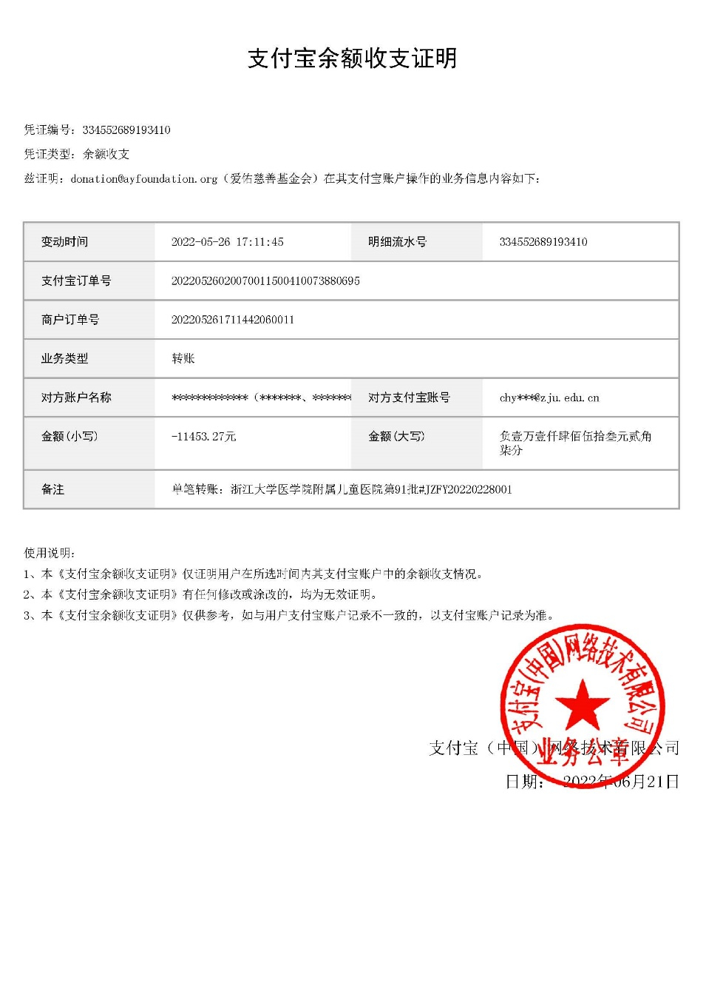 支付宝余额收支证明
凭证编号：334552689193410
凭证类型：余额收支
兹证明：donation@ayfoundation.org（爱佑慈善基金会）在其支付宝账户操作的业务信息内容如下：
变动时间 2022-05-26 17:11:45 明细流水号 334552689193410
支付宝订单号 20220526020070011500410073880695
商户订单号 202205261711442060011
业务类型 转账
对方账户名称 *************（*******、******* 对方支付宝账号 chy***@zju.edu.cn
金额(小写) -11453.27元 金额(大写) 负壹万壹仟肆佰伍拾叁元贰角
柒分
备注 单笔转账：浙江大学医学院附属儿童医院第91批#JZFY20220228001
使用说明：
1、本《支付宝余额收支证明》仅证明用户在所选时间内其支付宝账户中的余额收支情况。
2、本《支付宝余额收支证明》有任何修改或涂改的，均为无效证明。
3、本《支付宝余额收支证明》仅供参考，如与用户支付宝账户记录不一致的，以支付宝账户记录为准。
支付宝(中国)网络技术有限公司
业务公章
支付宝（中国）网络技术有限公司
日期： 2022年06月21日